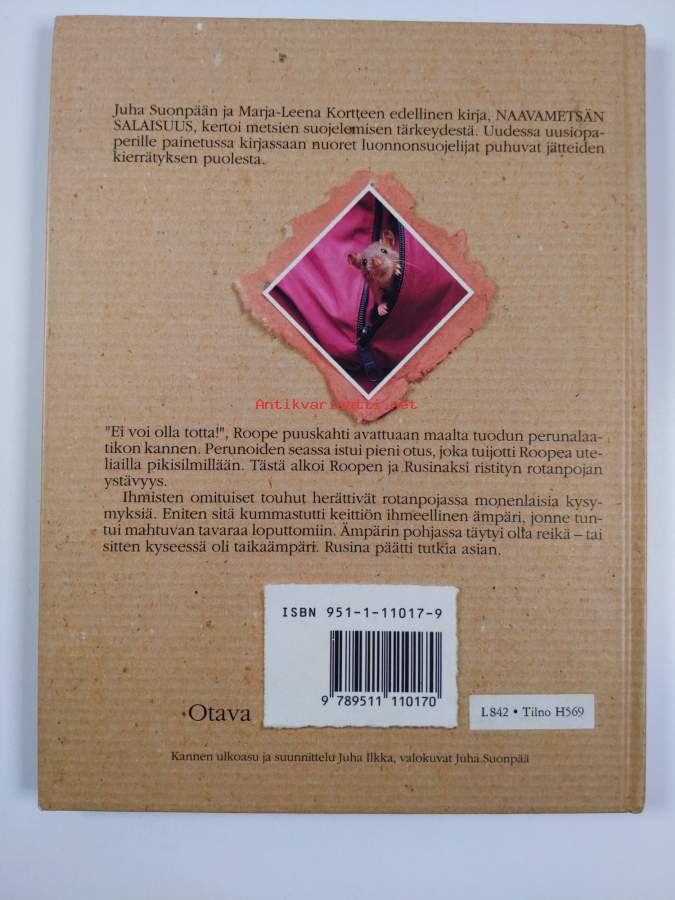 Juha Suonpään ja Marja-Leena Kortteen edellinen kirja, NAAVAMETSÄN
SALAISUUS, kertoi metsien suojelemisen tärkeydestä. Uudessa uusiopa-
perille painetussa kirjassaan nuoret luonnonsuojelijat puhuvat jätteiden
kierrätyksen puolesta.
Antikvariaatti.net
"Ei voi olla totta!", Roope puuskahti avattuaan maalta tuodun perunalaa-
tikon kannen. Perunoiden seassa istui pieni otus, joka tuijotti Roopea ute-
liailla pikisilmillään. Tästä alkoi Roopen ja Rusinaksi ristityn rotanpojan
ystävyys.
Ihmisten omituiset touhut herättivät rotanpojassa monenlaisia kysy-
myksiä. Eniten sitä kummastutti keittiön ihmeellinen ämpäri, jonne tun-
tui mahtuvan tavaraa loputtomiin. Ämpärin pohjassa täytyi olla reikä – tai
sitten kyseessä oli taikaämpäri. Rusina päätti tutkia asian.
ISBN 951-1-11017-9
9 789511 110170
Otava
L 842 • Tilno H569
Kannen ulkoasu ja suunnittelu Juha Ilkka, valokuvat Juha Suonpää